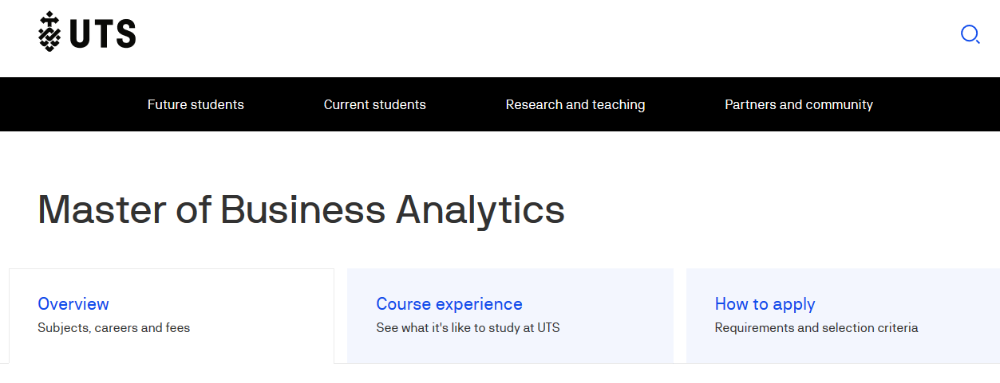 UTS
Future students
Current students
Research and teaching
Partners and community
Master of Business Analytics
Overview
Subjects, careers and fees
Course experience
See what it's like to study at UTS
How to apply
Requirements and selection criteria